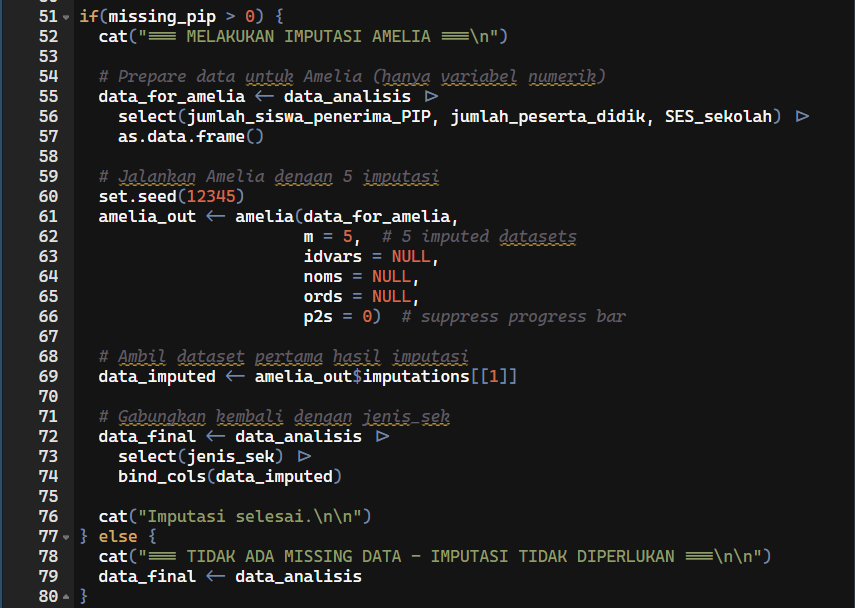 51 if(missing_pip > 0) {
52   cat("=== MELAKUKAN IMPUTASI AMELIA ===\n")
53
54   # Prepare data untuk Amelia (hanya variabel numerik)
55   data_for_amelia <- data_analisis |>
56     select(jumlah_siswa_penerima_PIP, jumlah_peserta_didik, SES_sekolah) |>
57     as.data.frame()
58
59   # Jalankan Amelia dengan 5 imputasi
60   set.seed(12345)
61   amelia_out <- amelia(data_for_amelia,
62                        m = 5,  # 5 imputed datasets
63                        idvars = NULL,
64                        noms = NULL,
65                        ords = NULL,
66                        p2s = 0)  # suppress progress bar
67
68   # Ambil dataset pertama hasil imputasi
69   data_imputed <- amelia_out$imputations[[1]]
70
71   # Gabungkan kembali dengan jenis_sek
72   data_final <- data_analisis |>
73     select(jenis_sek) |>
74     bind_cols(data_imputed)
75
76   cat("Imputasi selesai.\n\n")
77 } else {
78   cat("=== TIDAK ADA MISSING DATA - IMPUTASI TIDAK DIPERLUKAN ===\n\n")
79   data_final <- data_analisis
80 }